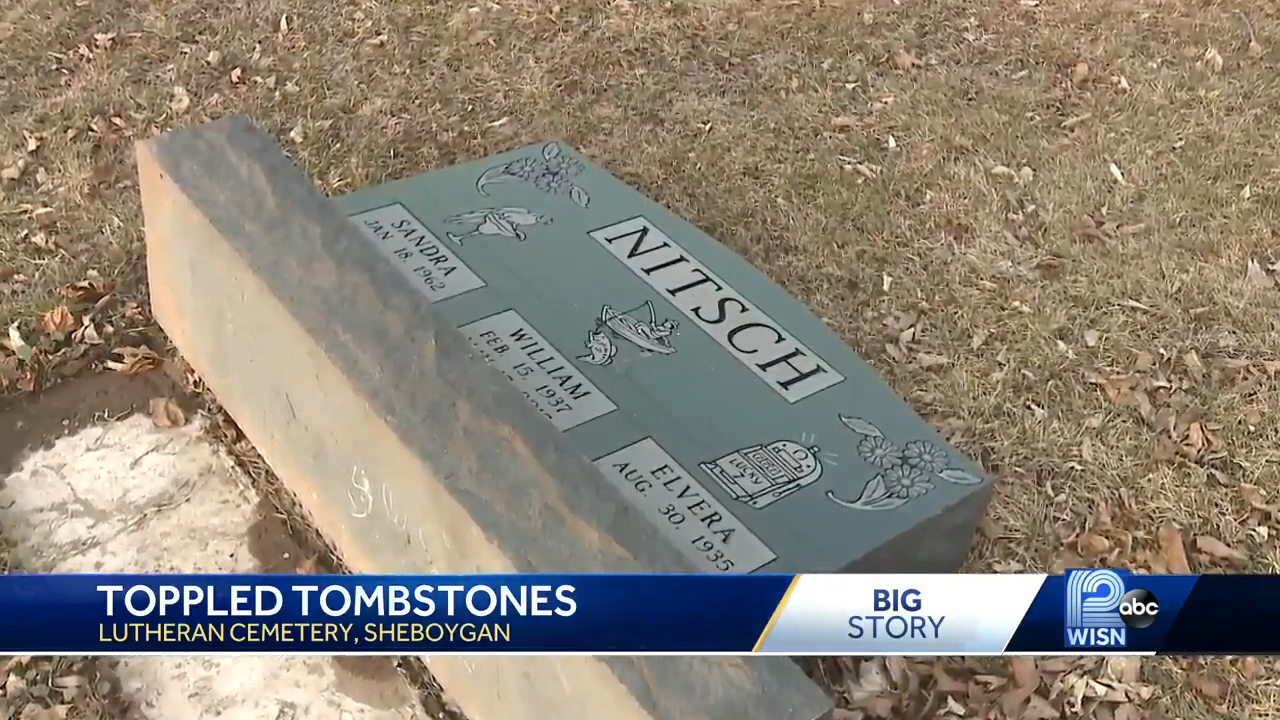 NITSCH
SANDRA
JAN. 18, 1962
WILLIAM
FEB. 15, 1937
ELVERA
AUG. 30, 1935
LUCKY
TOPPLED TOMBSTONES
LUTHERAN CEMETERY, SHEBOYGAN
BIG
STORY
12
abc
WISN